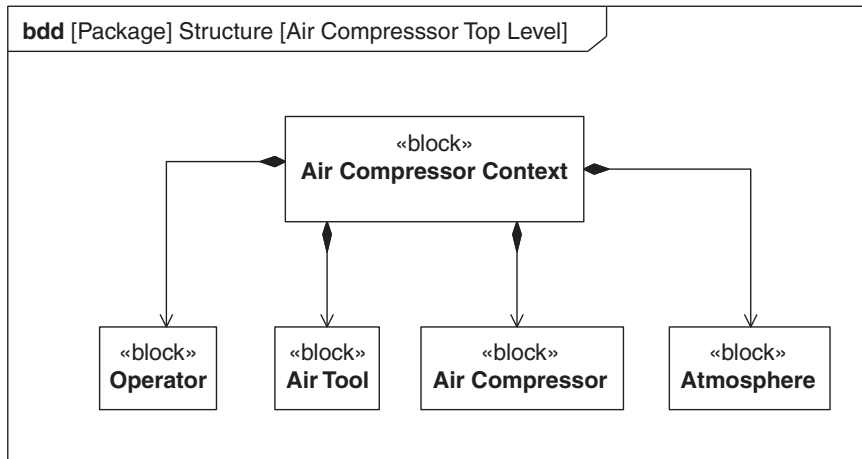 bdd [Package] Structure [Air Compresssor Top Level]
«block»
Air Compressor Context
«block»
Operator
«block»
Air Tool
«block»
Air Compressor
«block»
Atmosphere